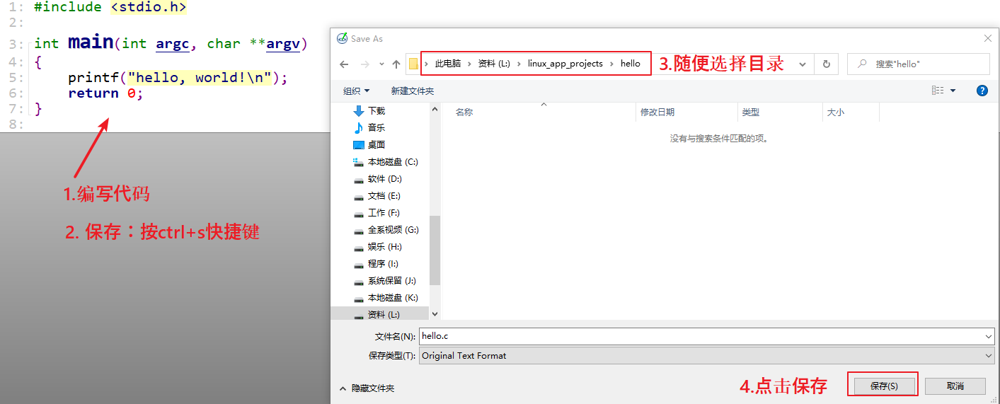 1: #include <stdio.h>
2:
3: int main(int argc, char **argv)
4: {
5:     printf("hello, world!\n");
6:     return 0;
7: }
8:
1.编写代码
2. 保存：按ctrl+s快捷键
Save As
此电脑 > 资料 (L:) > linux_app_projects > hello
3.随便选择目录
搜索"hello"
组织
新建文件夹
?
名称
修改日期
类型
大小
没有与搜索条件匹配的项。
下载
音乐
桌面
本地磁盘 (C:)
软件 (D:)
文档 (E:)
工作 (F:)
全系视频 (G:)
娱乐 (H:)
程序 (I:)
系统保留 (J:)
本地磁盘 (K:)
资料 (L:)
文件名(N): hello.c
保存类型(T): Original Text Format
隐藏文件夹
4.点击保存
保存(S)
取消